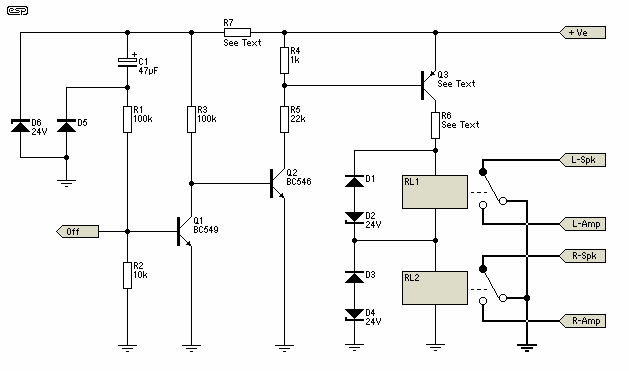 esp
R7
See Text
+Ve
C1
47µF
R4
1k
Q3
See Text
D6
24V
D5
R1
100k
R3
100k
R5
22k
R6
See Text
Q2
BC546
D1
RL1
L-Spk
D2
24V
Off
Q1
BC549
L-Amp
R-Spk
R2
10k
D3
RL2
D4
24V
R-Amp